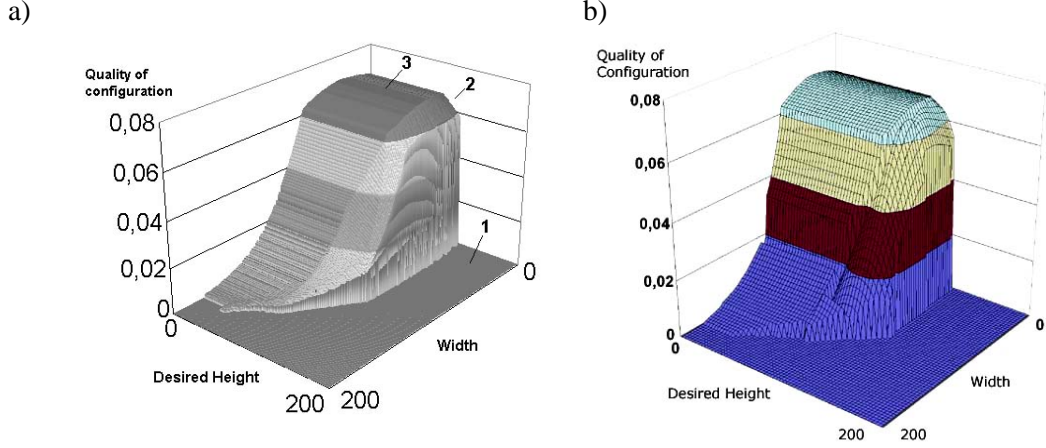 a)
Quality of
configuration
0,08
0,06
0,04
0,02
0
0
Desired Height
200
200
Width
0
1
2
3
b)
Quality of
Configuration
0,08
0,06
0,04
0,02
0
0
Desired Height
200
200
Width
0